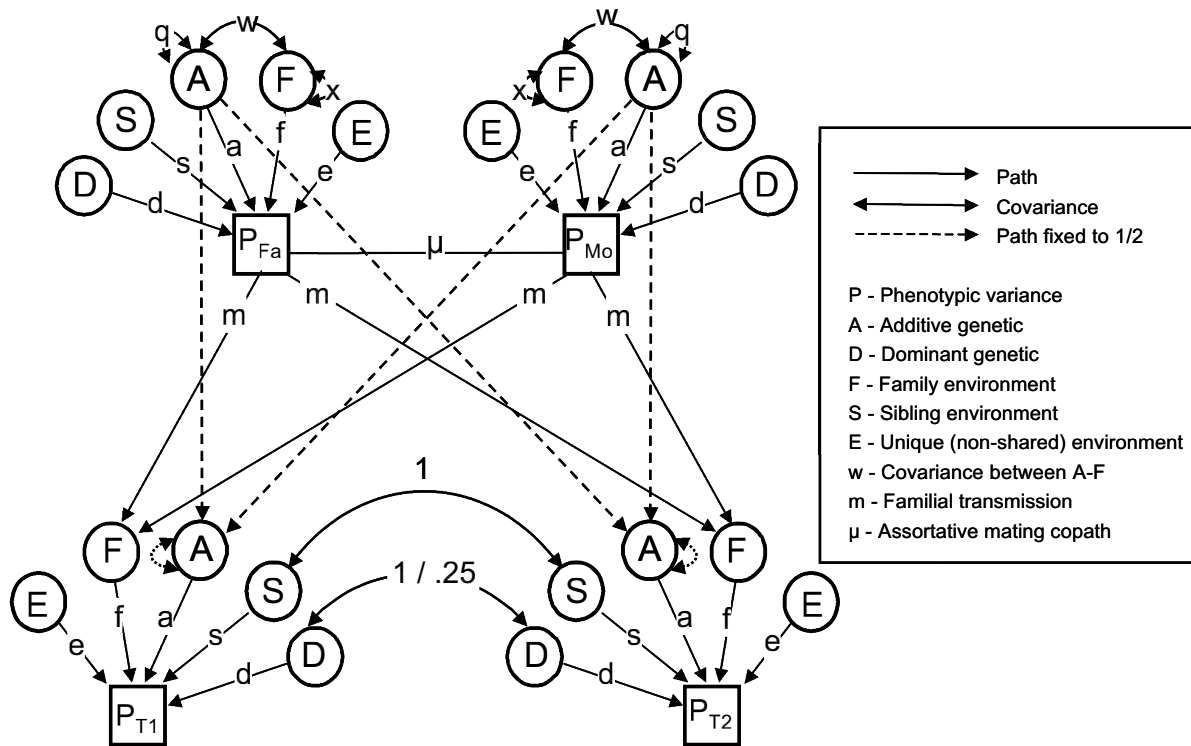 w w
q A F F A q
x x
S E E S
a f f a
s e e s
D D
d d
P Fa μ P Mo
m m m m
1
F A A F
S S
1 / .25
E E
f a a f
e s s e
D D
d d
P T1 P T2
Path
Covariance
Path fixed to 1/2
P - Phenotypic variance
A - Additive genetic
D - Dominant genetic
F - Family environment
S - Sibling environment
E - Unique (non-shared) environment
w - Covariance between A-F
m - Familial transmission
μ - Assortative mating copath